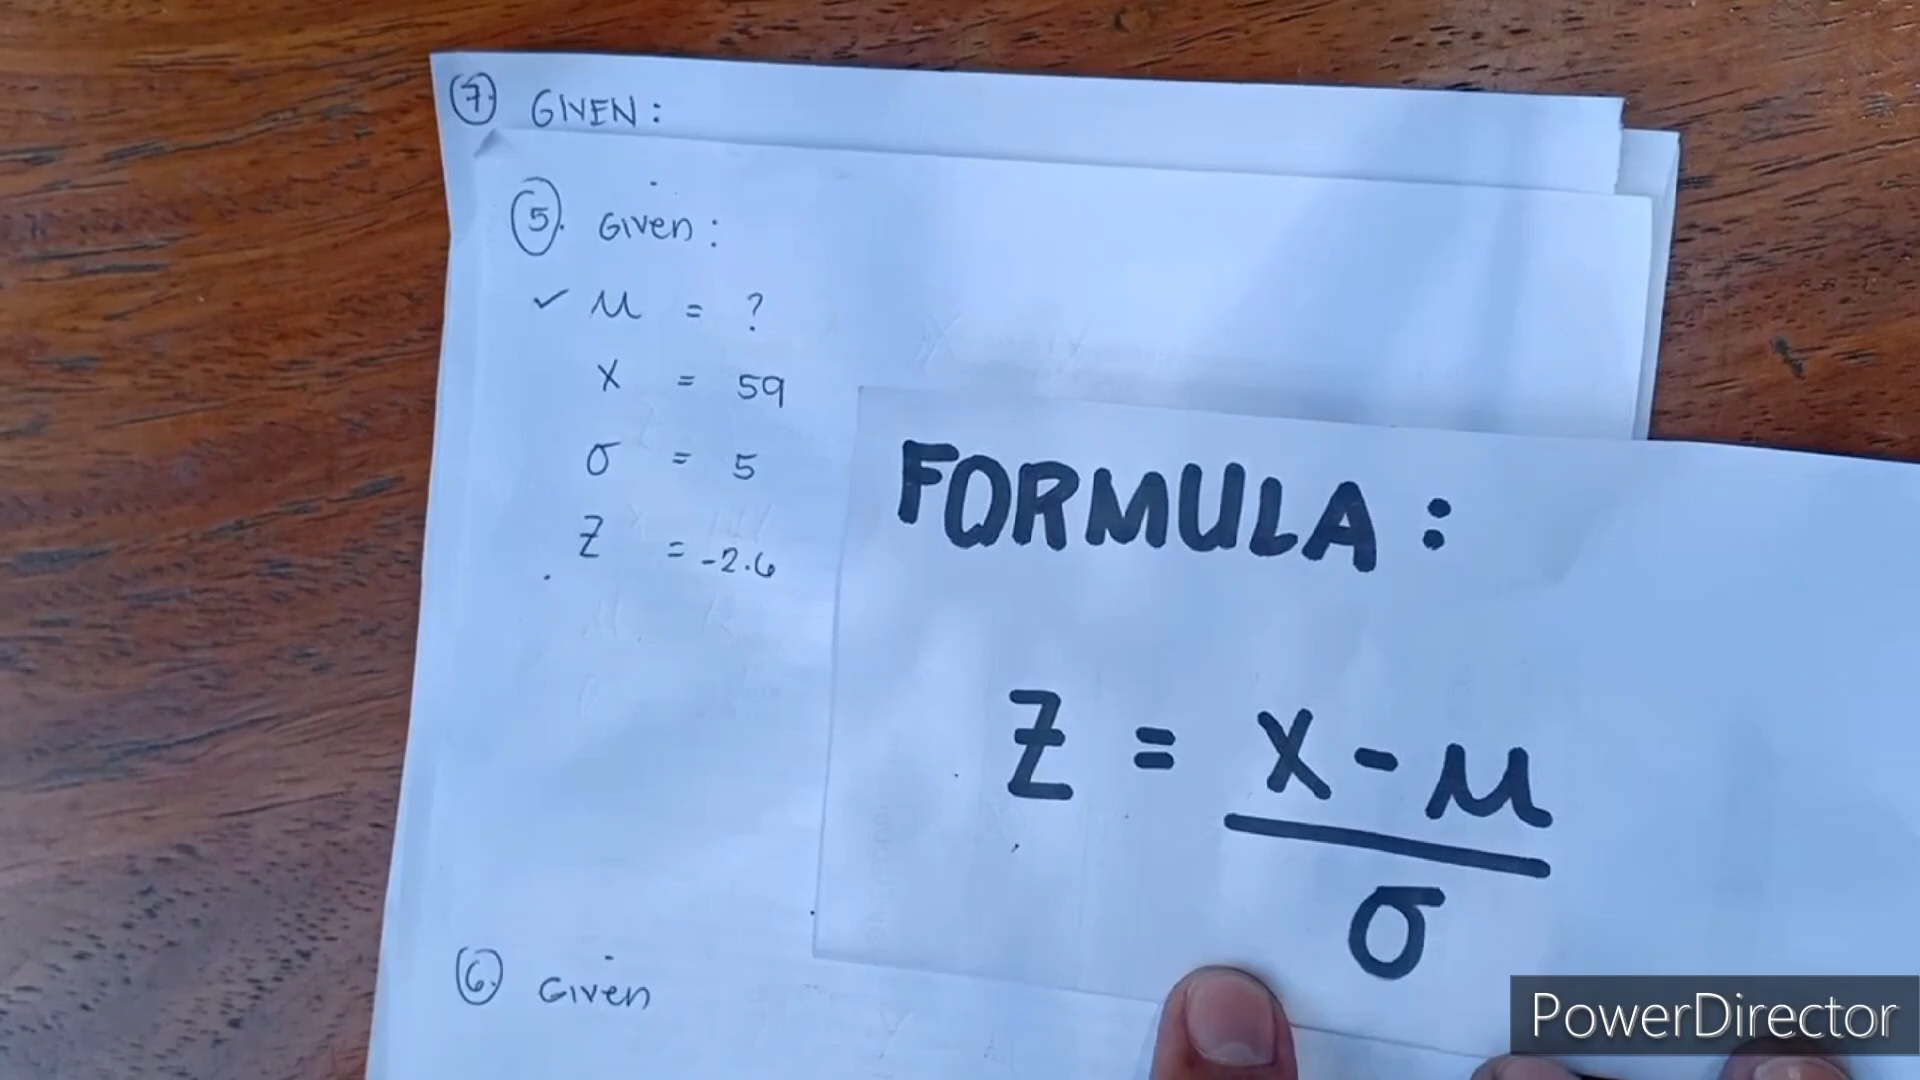 7. GIVEN:
5. Given:
✓ μ = ?
x = 59
σ = 5
Z = -2.6
FORMULA:
Z = x - μ
σ
6. Given
PowerDirector